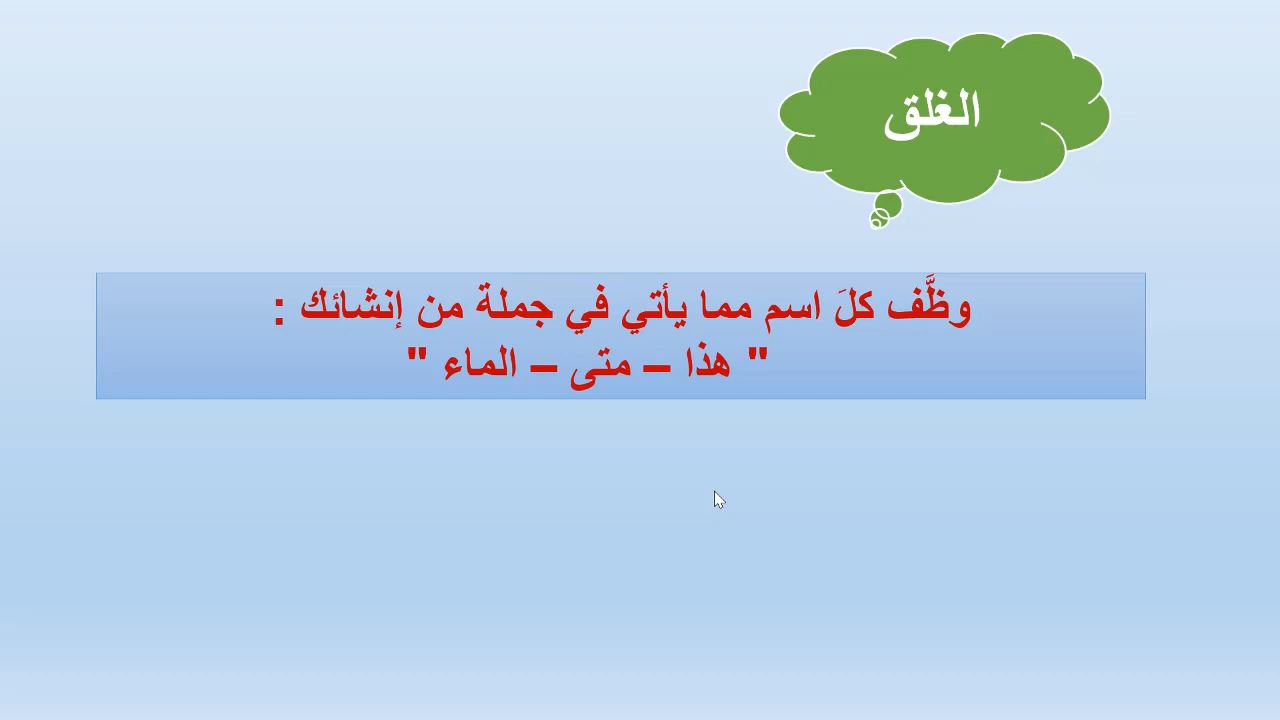 الغلق
وظَّف كلَ اسم مما يأتي في جملة من إنشائك :
" هذا – متى – الماء "